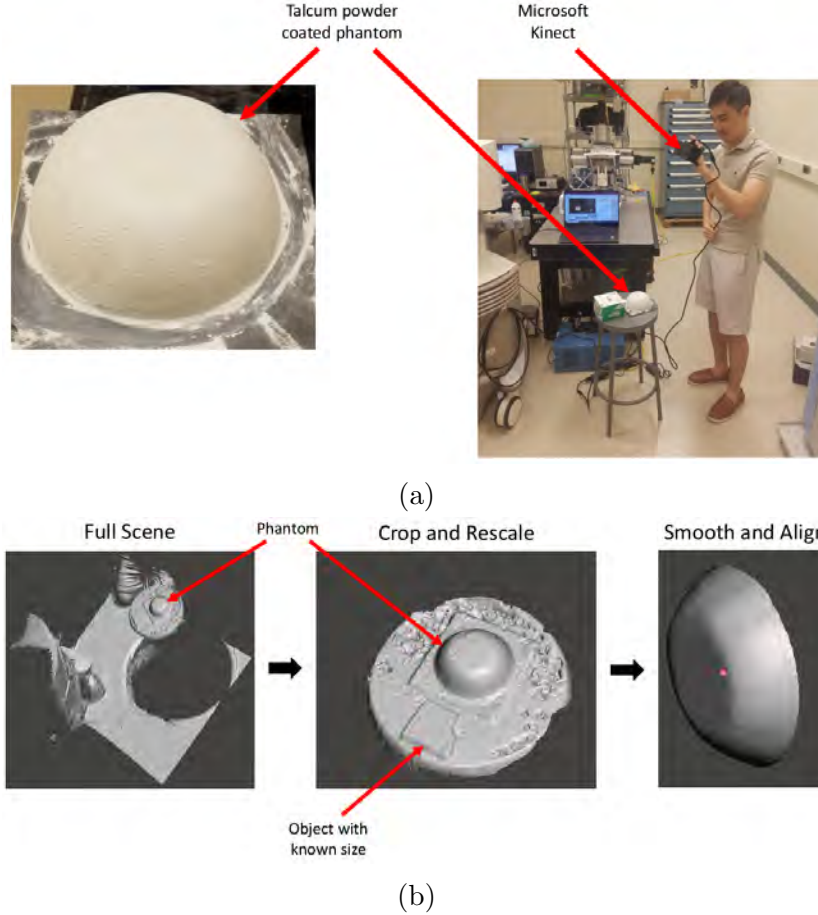 Talcum powder
coated phantom
Microsoft
Kinect
(a)
Full Scene
Phantom
Crop and Rescale
Smooth and Align
Object with
known size
(b)